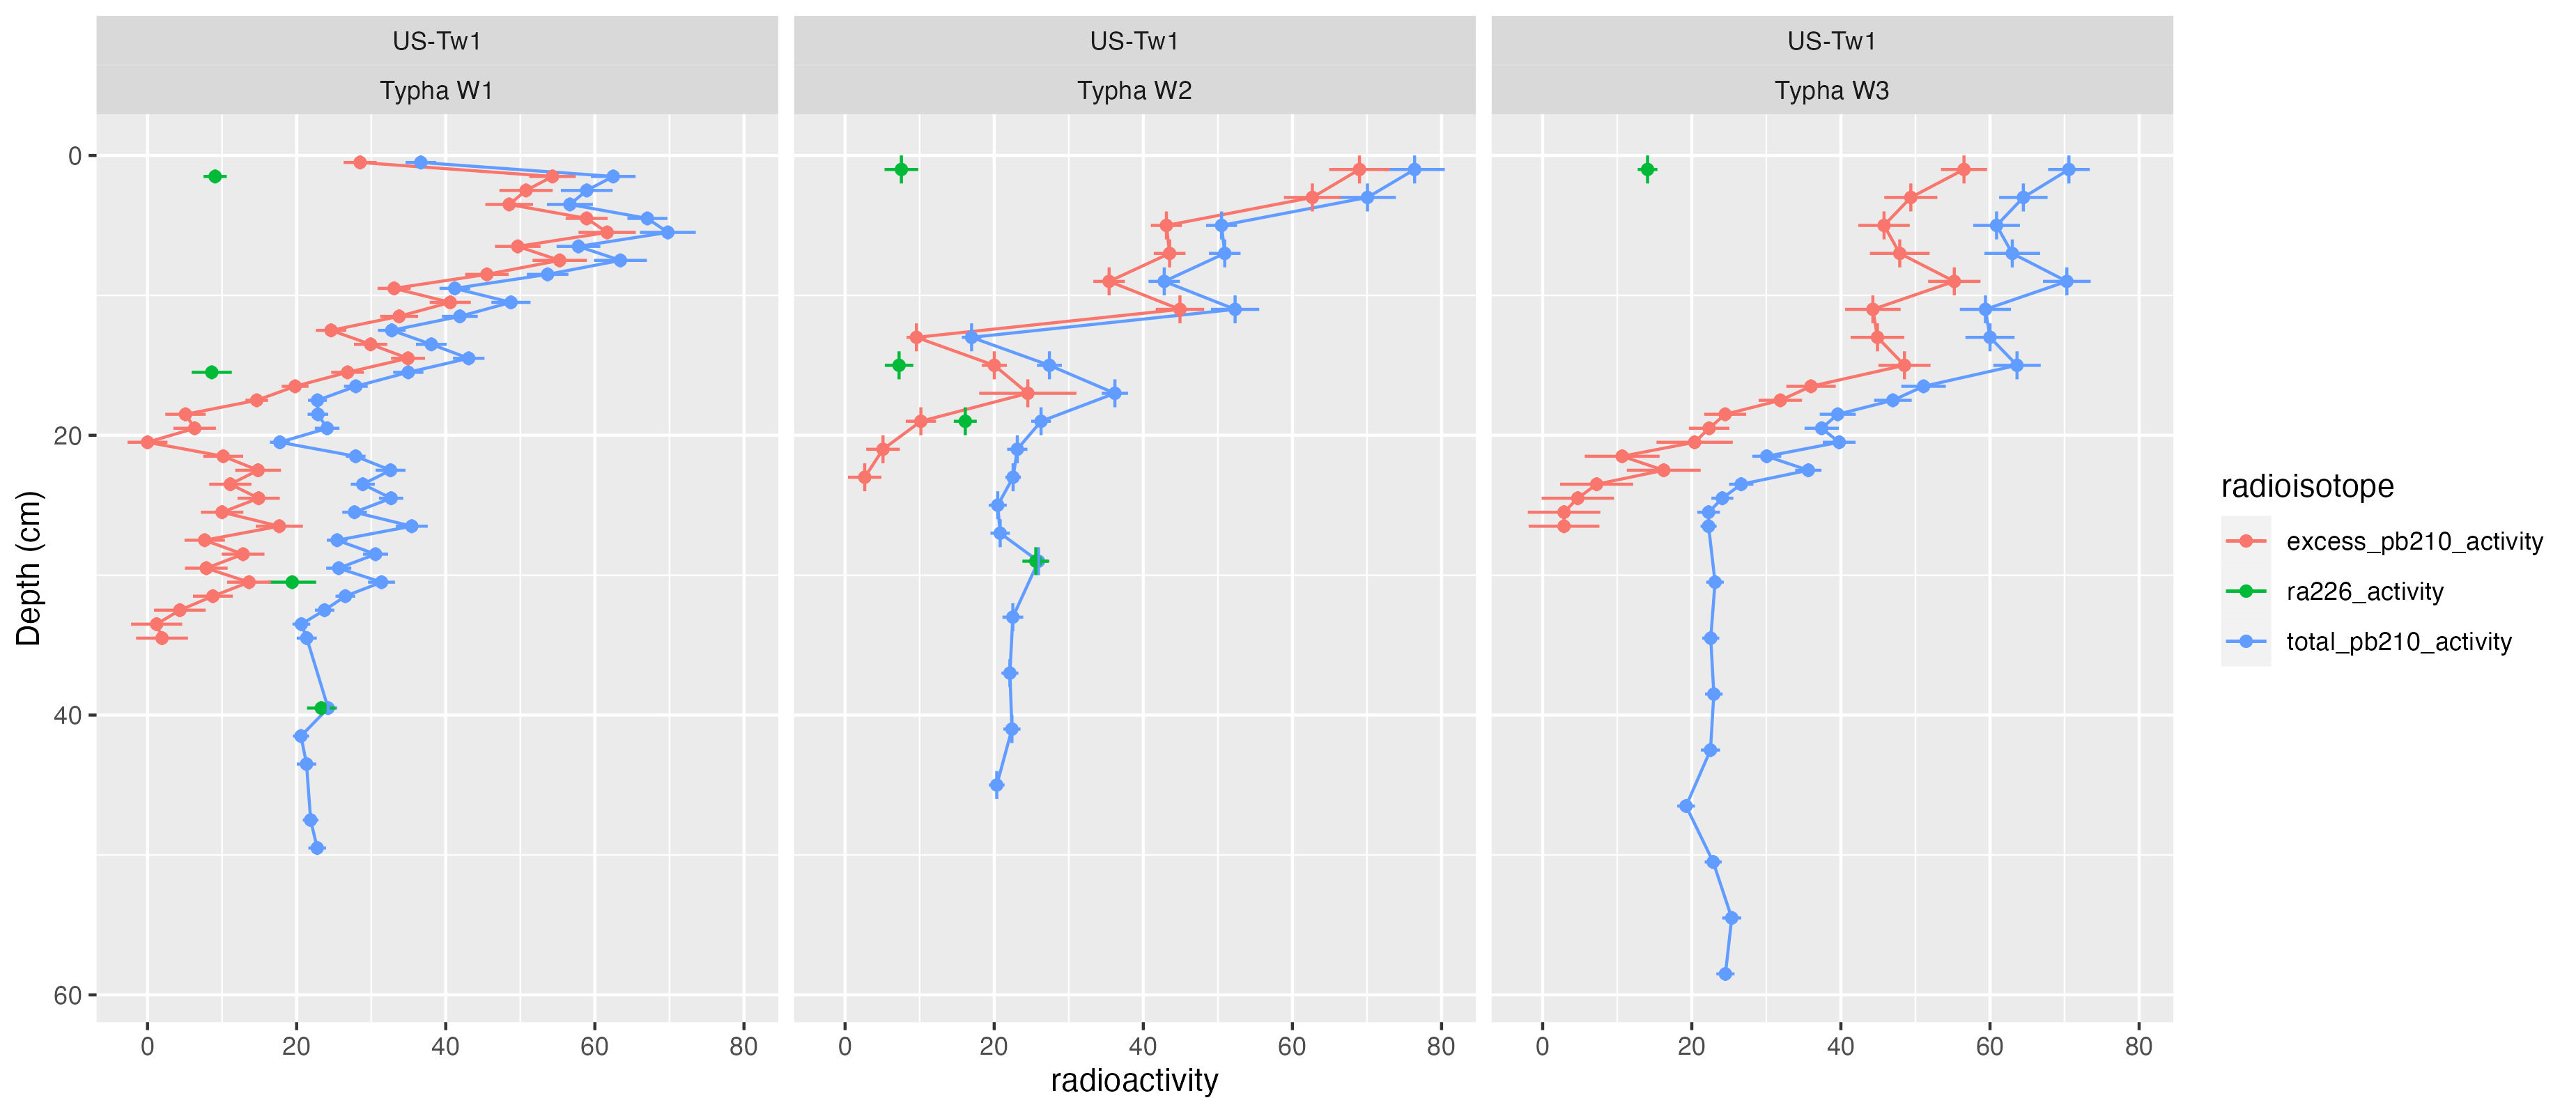 US-Tw1
US-Tw1
US-Tw1
Typha W1
Typha W2
Typha W3
0
20
40
60
Depth (cm)
0
20
40
60
80
0
20
40
60
80
0
20
40
60
80
radioactivity
radioisotope
excess_pb210_activity
ra226_activity
total_pb210_activity